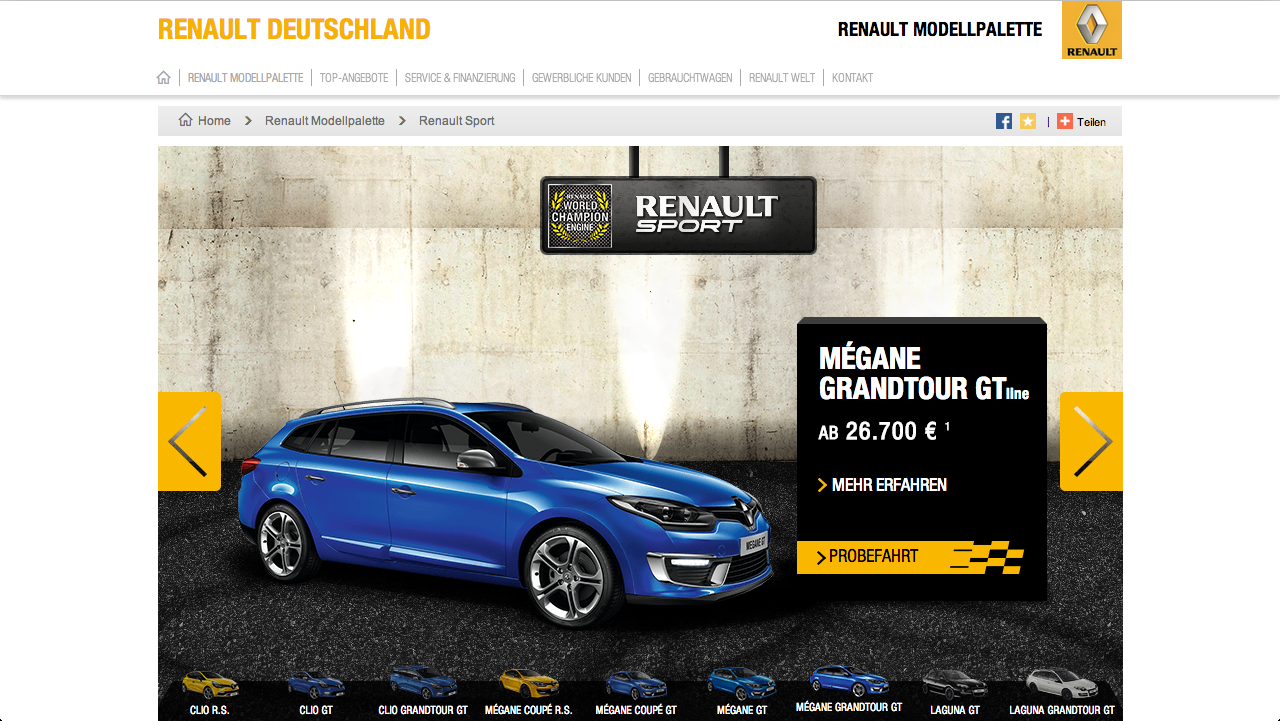 RENAULT DEUTSCHLAND
RENAULT MODELLPALETTE
RENAULT
RENAULT MODELLPALETTE
TOP-ANGEBOTE
SERVICE & FINANZIERUNG
GEWERBLICHE KUNDEN
GEBRAUCHTWAGEN
RENAULT WELT
KONTAKT
Home
Renault Modellpalette
Renault Sport
Teilen
RENAULT
WORLD
CHAMPION
ENGINE
RENAULT
SPORT
MÉGANE
GRANDTOUR GTline
AB 26.700 € 1
MEHR ERFAHREN
PROBEFAHRT
MEGANE GT
CLIO R.S.
CLIO GT
CLIO GRANDTOUR GT
MÉGANE COUPÉ R.S.
MÉGANE COUPÉ GT
MÉGANE GT
MÉGANE GRANDTOUR GT
LAGUNA GT
LAGUNA GRANDTOUR GT